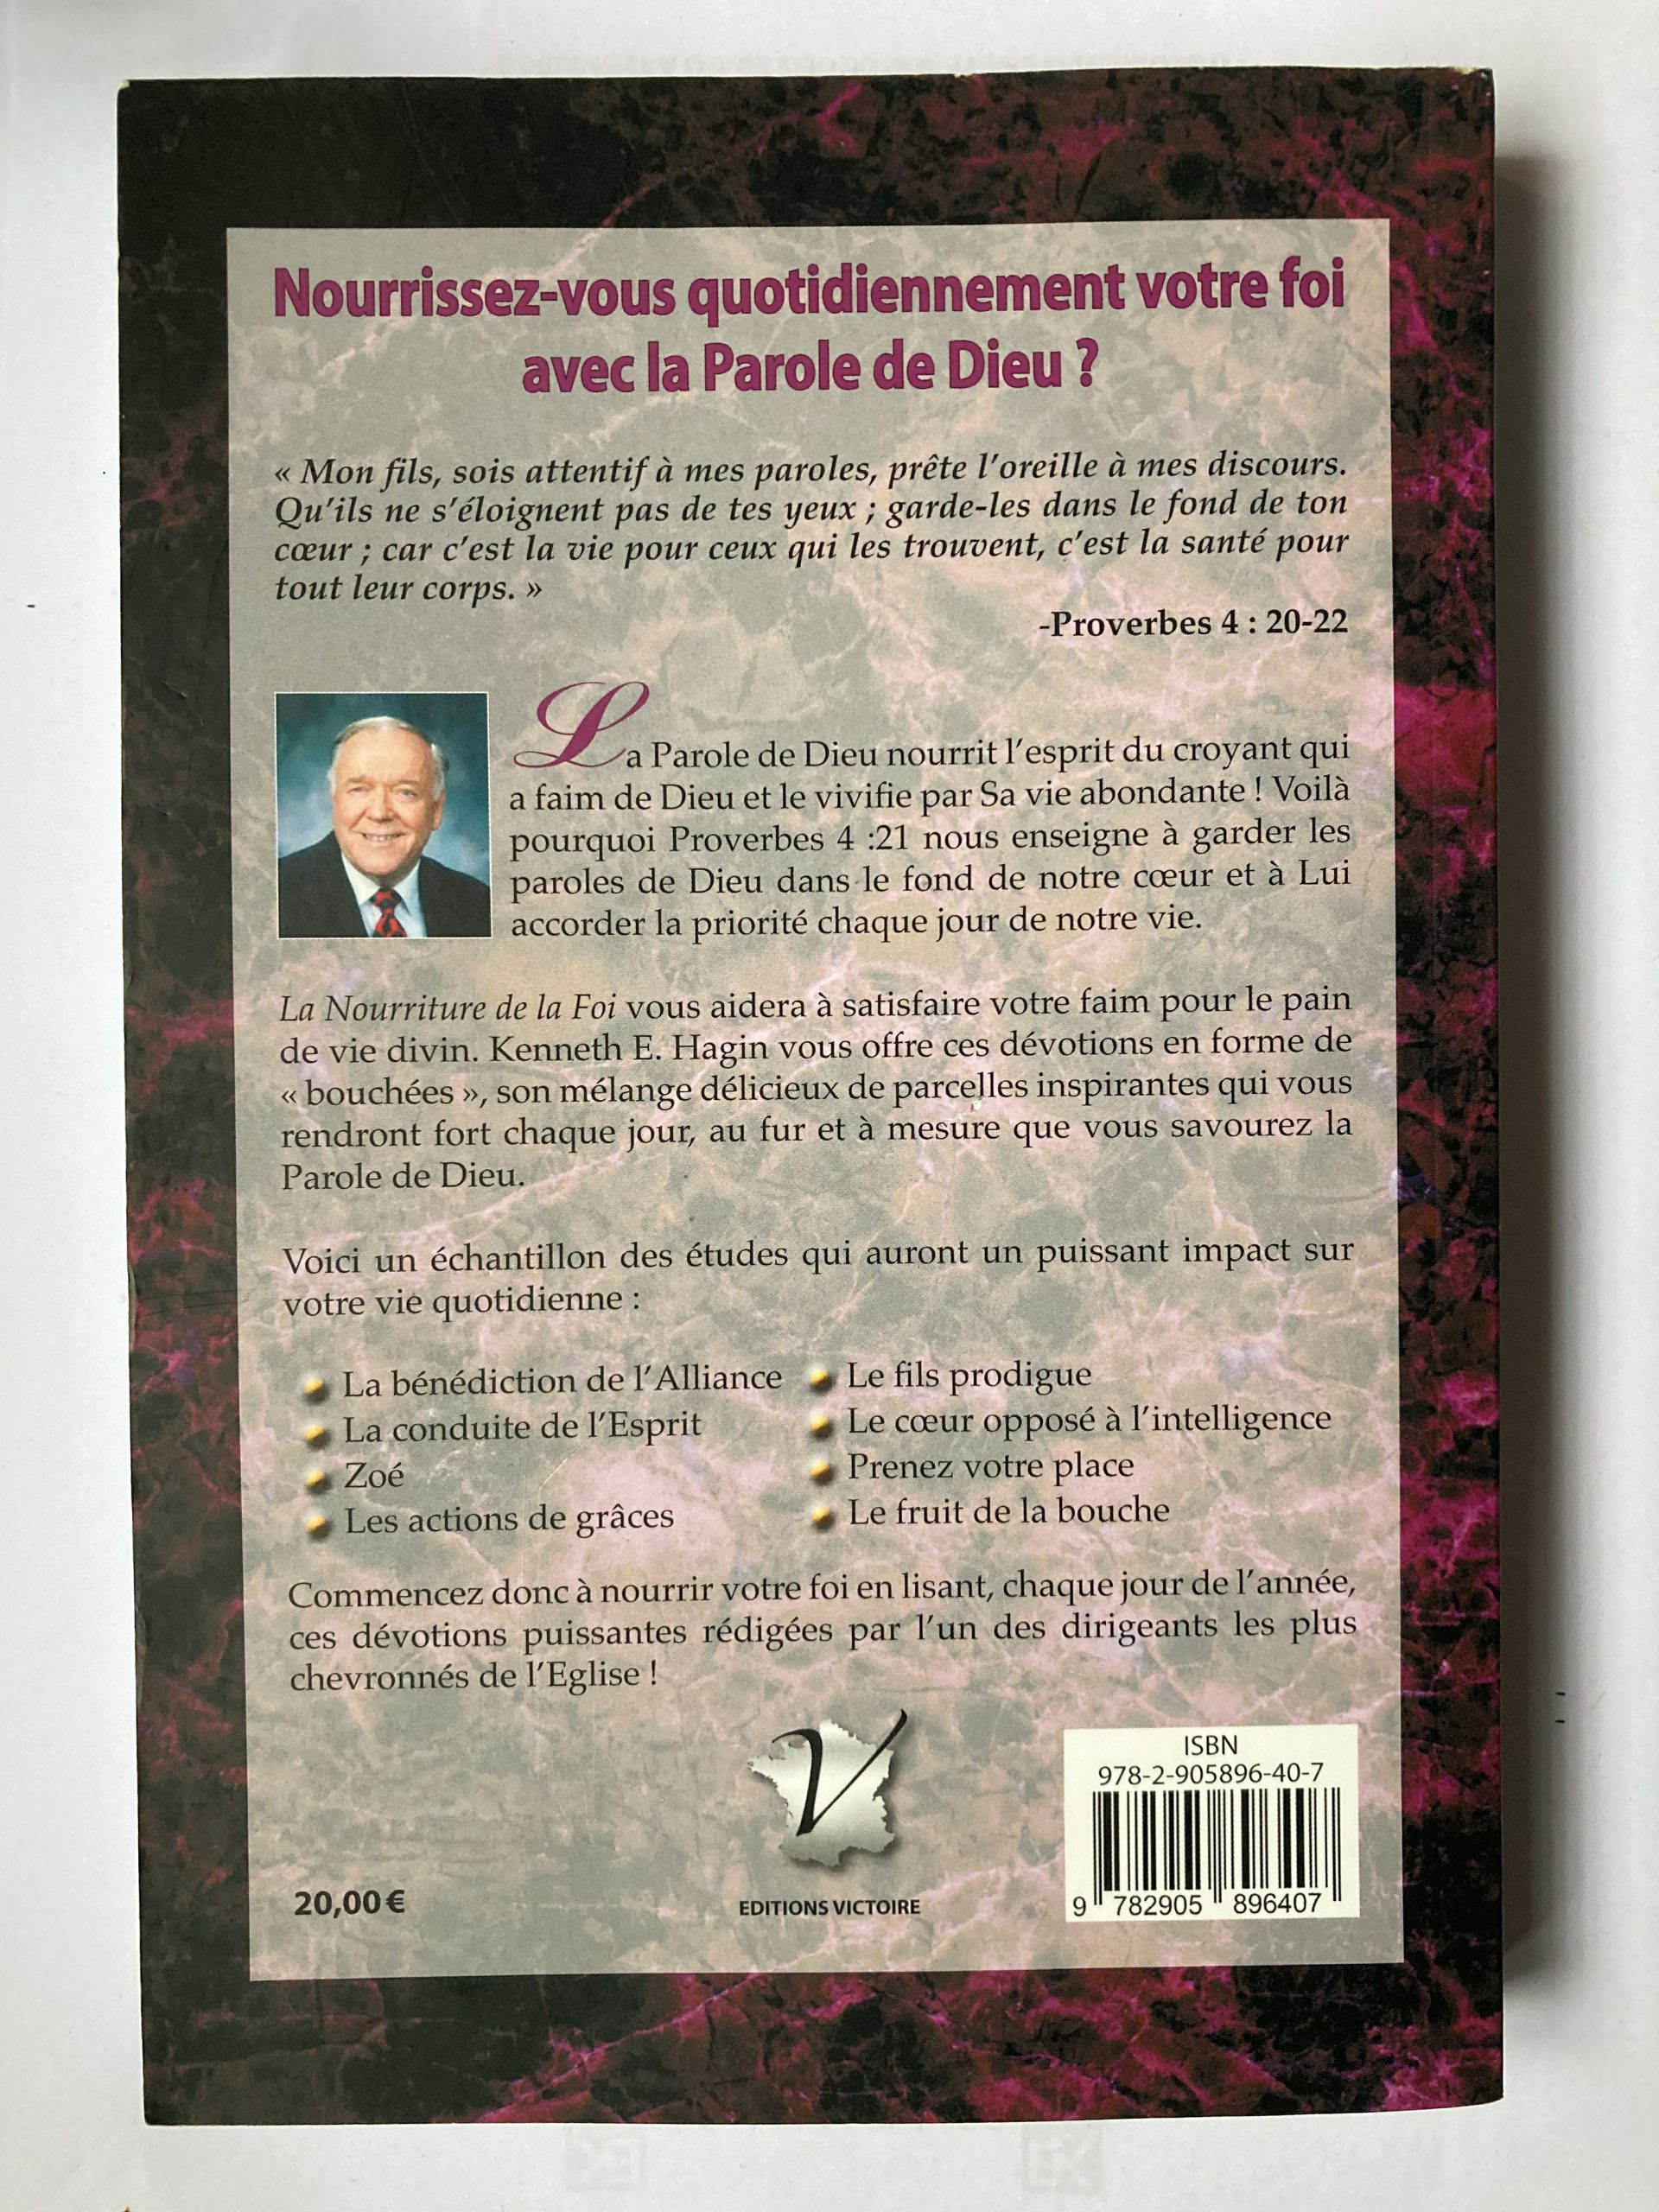 Nourrissez-vous quotidiennement votre foi
avec la Parole de Dieu ?
« Mon fils, sois attentif à mes paroles, prête l'oreille à mes discours.
Qu'ils ne s'éloignent pas de tes yeux ; garde-les dans le fond de ton
cœur ; car c'est la vie pour ceux qui les trouvent, c'est la santé pour
tout leur corps. »
-Proverbes 4 : 20-22
La Parole de Dieu nourrit l'esprit du croyant qui
a faim de Dieu et le vivifie par Sa vie abondante ! Voilà
pourquoi Proverbes 4 :21 nous enseigne à garder les
paroles de Dieu dans le fond de notre cœur et à Lui
accorder la priorité chaque jour de notre vie.
La Nourriture de la Foi vous aidera à satisfaire votre faim pour le pain
de vie divin. Kenneth E. Hagin vous offre ces dévotions en forme de
« bouchées », son mélange délicieux de parcelles inspirantes qui vous
rendront fort chaque jour, au fur et à mesure que vous savourez la
Parole de Dieu.
Voici un échantillon des études qui auront un puissant impact sur
votre vie quotidienne :
La bénédiction de l'Alliance
La conduite de l'Esprit
Zoé
Les actions de grâces
Le fils prodigue
Le cœur opposé à l'intelligence
Prenez votre place
Le fruit de la bouche
Commencez donc à nourrir votre foi en lisant, chaque jour de l'année,
ces dévotions puissantes rédigées par l'un des dirigeants les plus
chevronnés de l'Eglise !
20,00 €
V
EDITIONS VICTOIRE
ISBN
978-2-905896-40-7
9 782905 896407